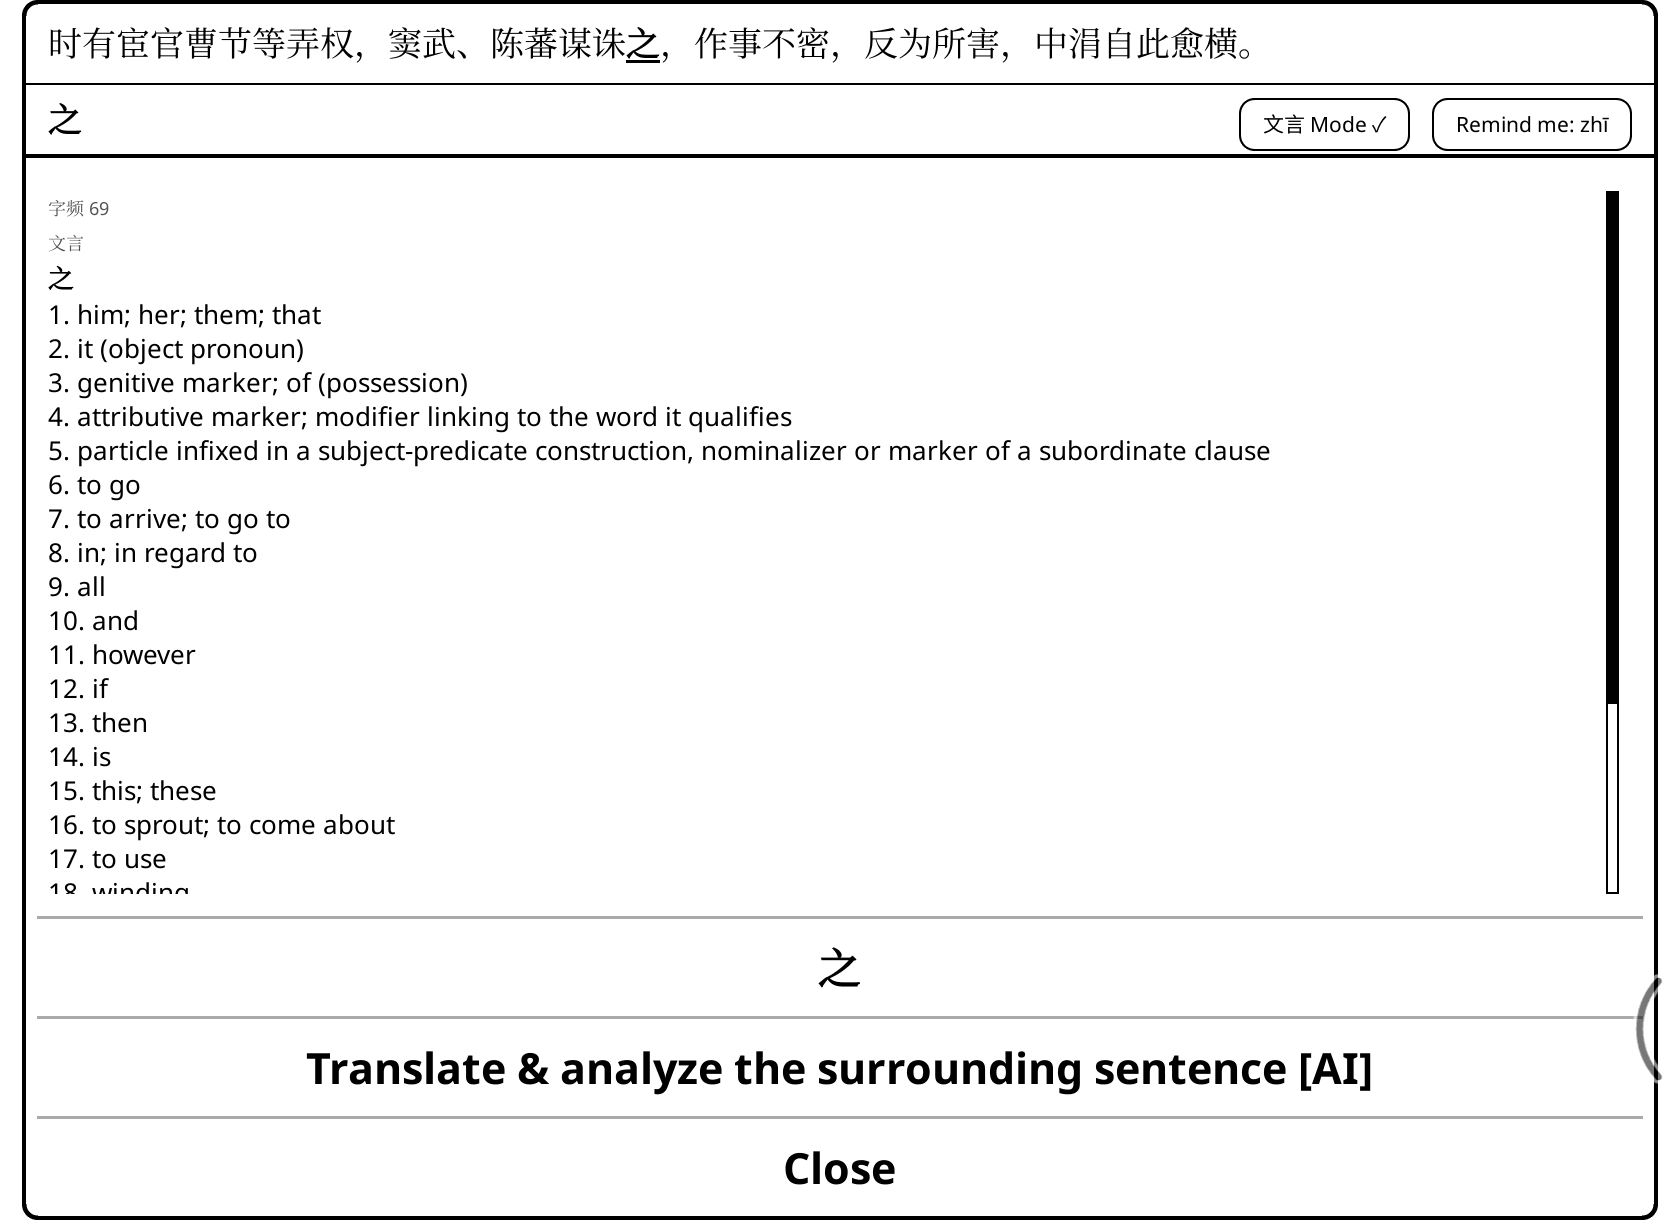 时有宦官曹节等弄权，窦武、陈蕃谋诛之，作事不密，反为所害，中涓自此愈横。
之
文言 Mode ✓
Remind me: zhī
字频 69
文言
之
1. him; her; them; that
2. it (object pronoun)
3. genitive marker; of (possession)
4. attributive marker; modifier linking to the word it qualifies
5. particle infixed in a subject-predicate construction, nominalizer or marker of a subordinate clause
6. to go
7. to arrive; to go to
8. in; in regard to
9. all
10. and
11. however
12. if
13. then
14. is
15. this; these
16. to sprout; to come about
17. to use
18. winding
之
Translate & analyze the surrounding sentence [AI]
Close